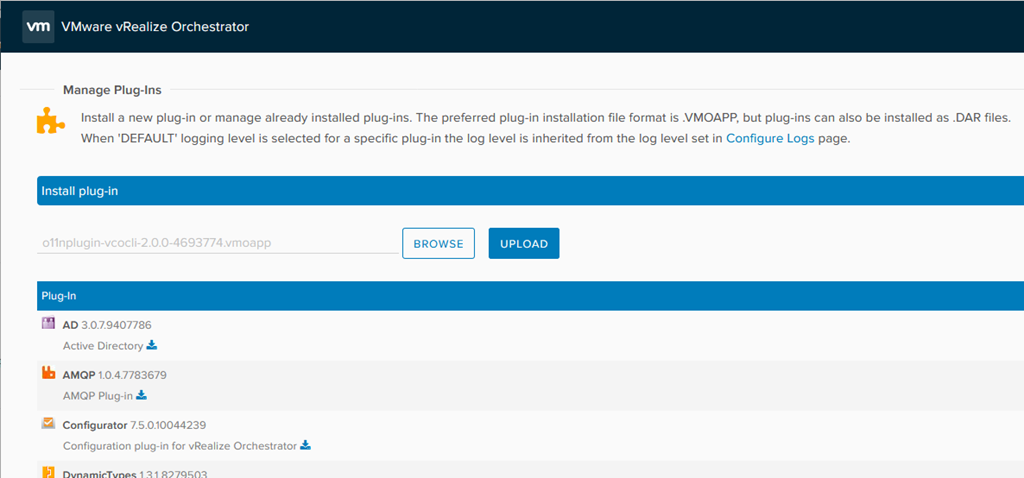 vm VMware vRealize Orchestrator
Manage Plug-Ins
Install a new plug-in or manage already installed plug-ins. The preferred plug-in installation file format is .VMOAPP, but plug-ins can also be installed as .DAR files.
When 'DEFAULT' logging level is selected for a specific plug-in the log level is inherited from the log level set in Configure Logs page.
Install plug-in
o11nplugin-vcocli-2.0.0-4693774.vmoapp BROWSE UPLOAD
Plug-In
AD 3.0.7.9407786
Active Directory
AMQP 1.0.4.7783679
AMQP Plug-in
Configurator 7.5.0.10044239
Configuration plug-in for vRealize Orchestrator
DynamicTypes 1.3.1.8279503